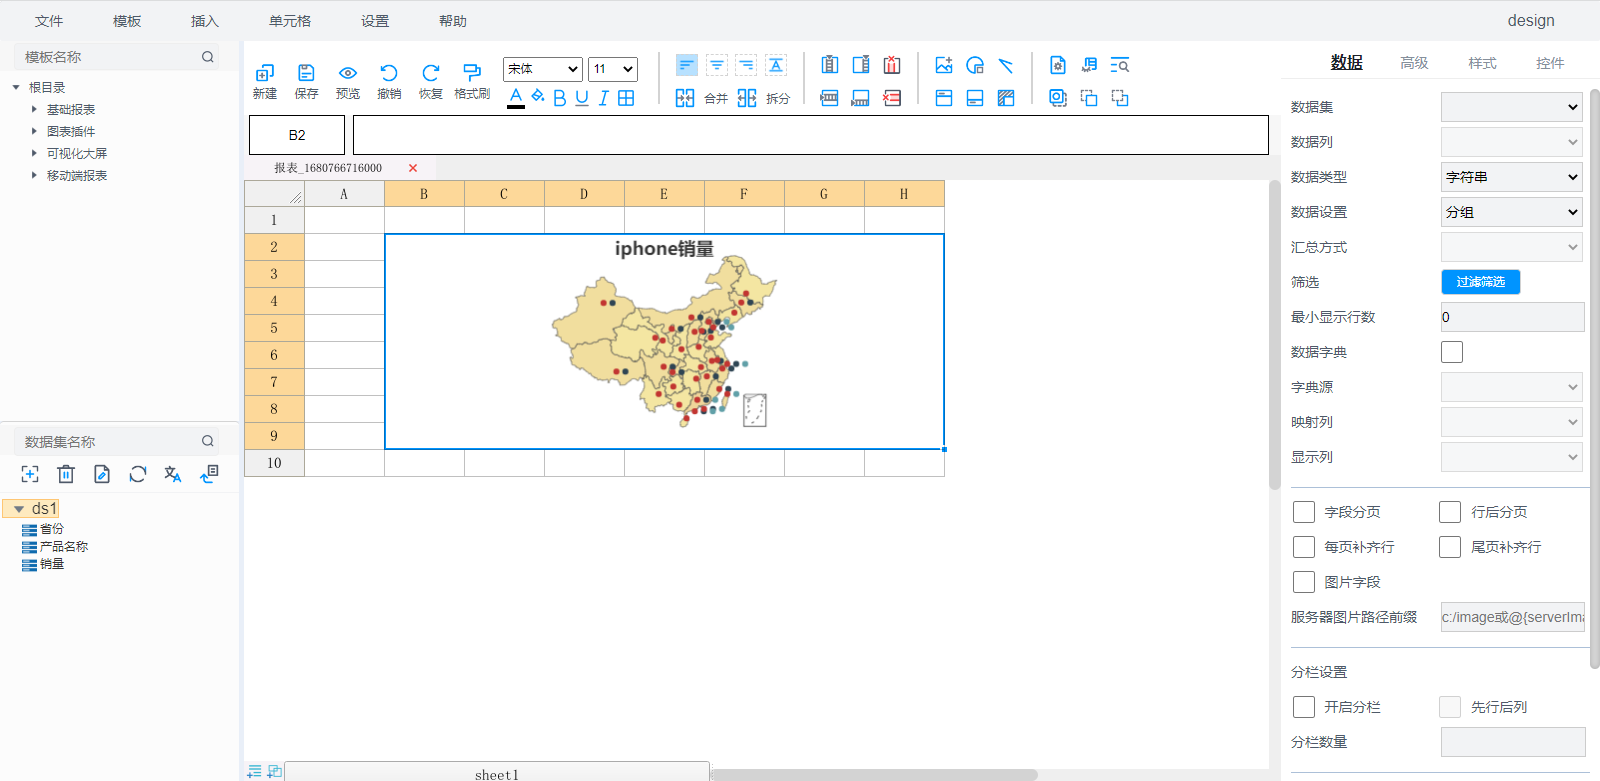 文件 模板 插入 单元格 设置 帮助 design
模板名称
根目录
基础报表
图表插件
可视化大屏
移动端报表
数据集名称
ds1
省份
产品名称
销量
新建 保存 预览 撤销 恢复 格式刷
宋体 11
A B U I
合并 拆分
B2
报表_1680766716000
A B C D E F G H
1
2
3
4
5
6
7
8
9
10
iphone销量
sheet1
数据 高级 样式 控件
数据集
数据列
数据类型 字符串
数据设置 分组
汇总方式
筛选 过滤筛选
最小显示行数 0
数据字典
字典源
映射列
显示列
字段分页 行后分页
每页补齐行 尾页补齐行
图片字段
服务器图片路径前缀 c:/image或@{serverIma
分栏设置
开启分栏 先行后列
分栏数量